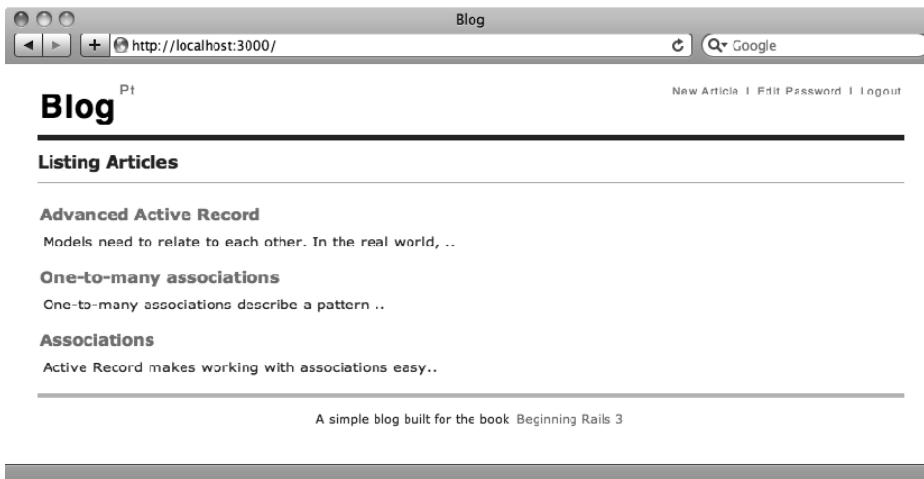 Blog
http://localhost:3000/
Google
Blog Pt
New Article | Edit Password | Logout
Listing Articles
Advanced Active Record
Models need to relate to each other. In the real world, ..
One-to-many associations
One-to-many associations describe a pattern ..
Associations
Active Record makes working with associations easy..
A simple blog built for the book Beginning Rails 3